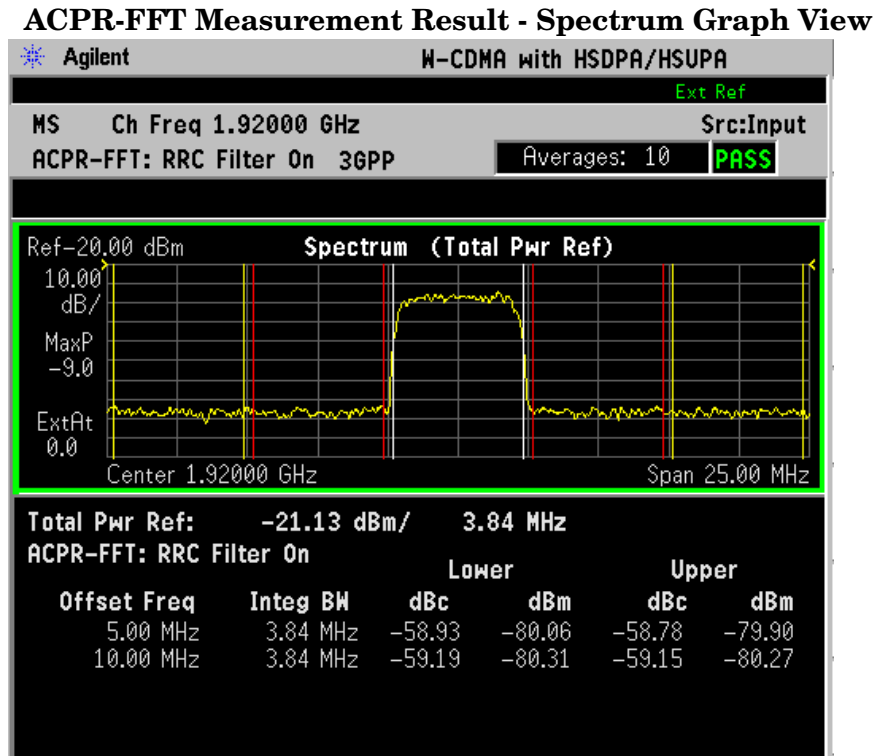 ACPR-FFT Measurement Result - Spectrum Graph View
Agilent W-CDMA with HSDPA/HSUPA
Ext Ref
MS Ch Freq 1.92000 GHz Src:Input
ACPR-FFT: RRC Filter On 3GPP Averages: 10 PASS
Ref-20.00 dBm Spectrum (Total Pwr Ref)
10.00
dB/
MaxP
-9.0
ExtAt
0.0
Center 1.92000 GHz Span 25.00 MHz
Total Pwr Ref: -21.13 dBm/ 3.84 MHz
ACPR-FFT: RRC Filter On
Lower Upper
Offset Freq Integ BW dBc dBm dBc dBm
5.00 MHz 3.84 MHz -58.93 -80.06 -58.78 -79.90
10.00 MHz 3.84 MHz -59.19 -80.31 -59.15 -80.27